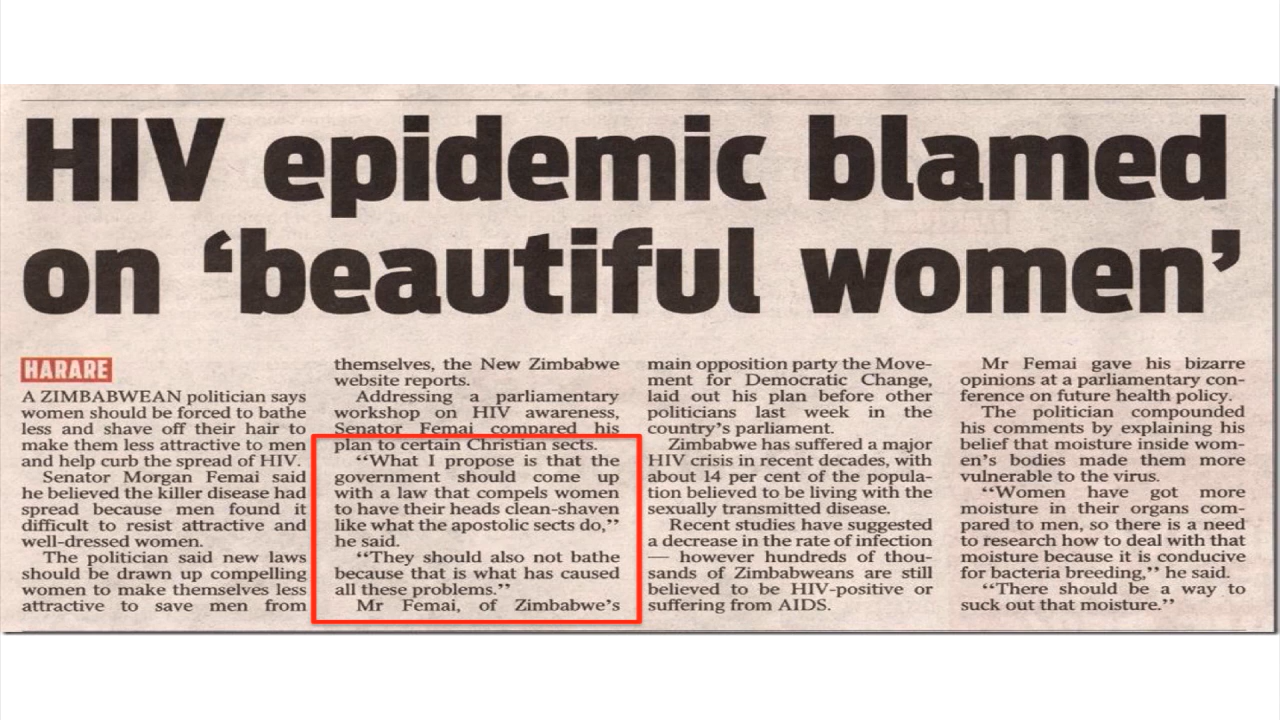 HIV epidemic blamed
on ‘beautiful women’
HARARE
A ZIMBABWEAN politician says
women should be forced to bathe
less and shave off their hair to
make them less attractive to men
and help curb the spread of HIV.
Senator Morgan Femai said
he believed the killer disease had
spread because men found it
difficult to resist attractive and
well-dressed women.
The politician said new laws
should be drawn up compelling
women to make themselves less
attractive to save men from
themselves, the New Zimbabwe
website reports.
Addressing a parliamentary
workshop on HIV awareness,
Senator Femai compared his
plan to certain Christian sects.
‘‘What I propose is that the
government should come up
with a law that compels women
to have their heads clean-shaven
like what the apostolic sects do,’’
he said.
‘‘They should also not bathe
because that is what has caused
all these problems.’’
Mr Femai, of Zimbabwe’s
main opposition party the Move-
ment for Democratic Change,
laid out his plan before other
politicians last week in the
country’s parliament.
Zimbabwe has suffered a major
HIV crisis in recent decades, with
about 14 per cent of the popula-
tion believed to be living with the
sexually transmitted disease.
Recent studies have suggested
a decrease in the rate of infection
— however hundreds of thou-
sands of Zimbabweans are still
believed to be HIV-positive or
suffering from AIDS.
Mr Femai gave his bizarre
opinions at a parliamentary con-
ference on future health policy.
The politician compounded
his comments by explaining his
belief that moisture inside wom-
en’s bodies made them more
vulnerable to the virus.
‘‘Women have got more
moisture in their organs com-
pared to men, so there is a need
to research how to deal with that
moisture because it is conducive
for bacteria breeding,’’ he said.
‘‘There should be a way to
suck out that moisture.’’